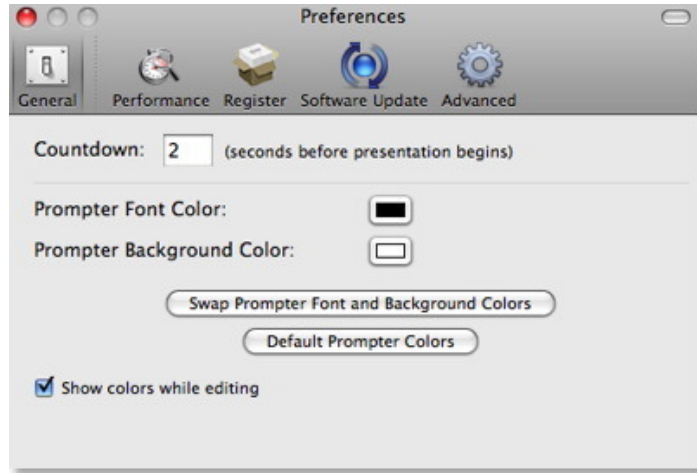 Preferences
General Performance Register Software Update Advanced
Countdown: 2 (seconds before presentation begins)
Prompter Font Color:
Prompter Background Color:
Swap Prompter Font and Background Colors
Default Prompter Colors
Show colors while editing